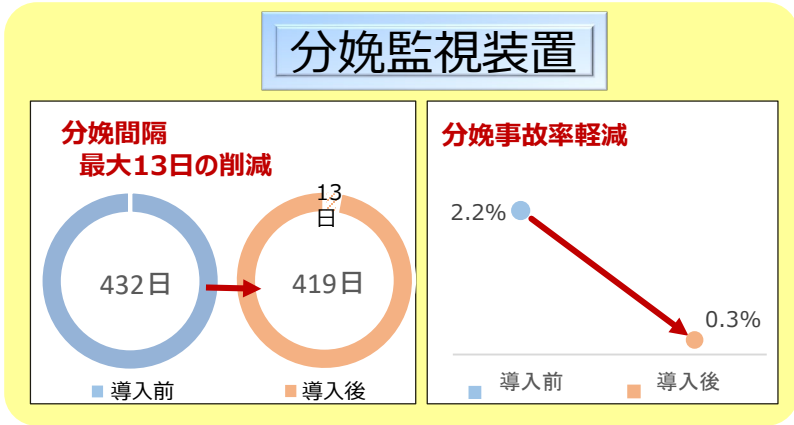 分娩監視装置
分娩間隔
最大13日の削減
13
日
432日
419日
導入前
導入後
分娩事故率軽減
2.2%
0.3%
導入前
導入後